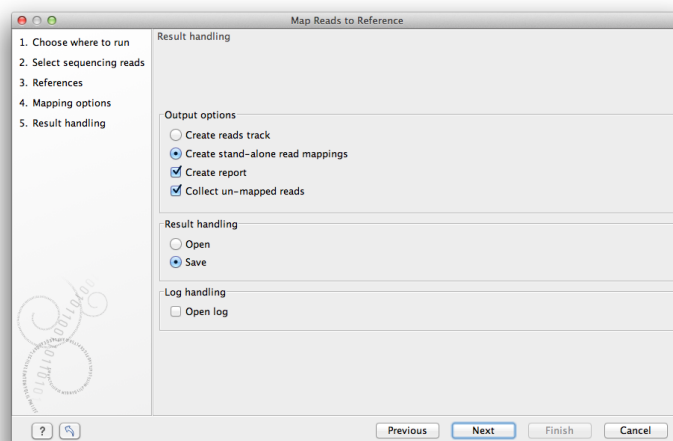 Map Reads to Reference
1. Choose where to run
2. Select sequencing reads
3. References
4. Mapping options
5. Result handling
Result handling
Output options
Create reads track
Create stand-alone read mappings
Create report
Collect un-mapped reads
Result handling
Open
Save
Log handling
Open log
?
Previous
Next
Finish
Cancel